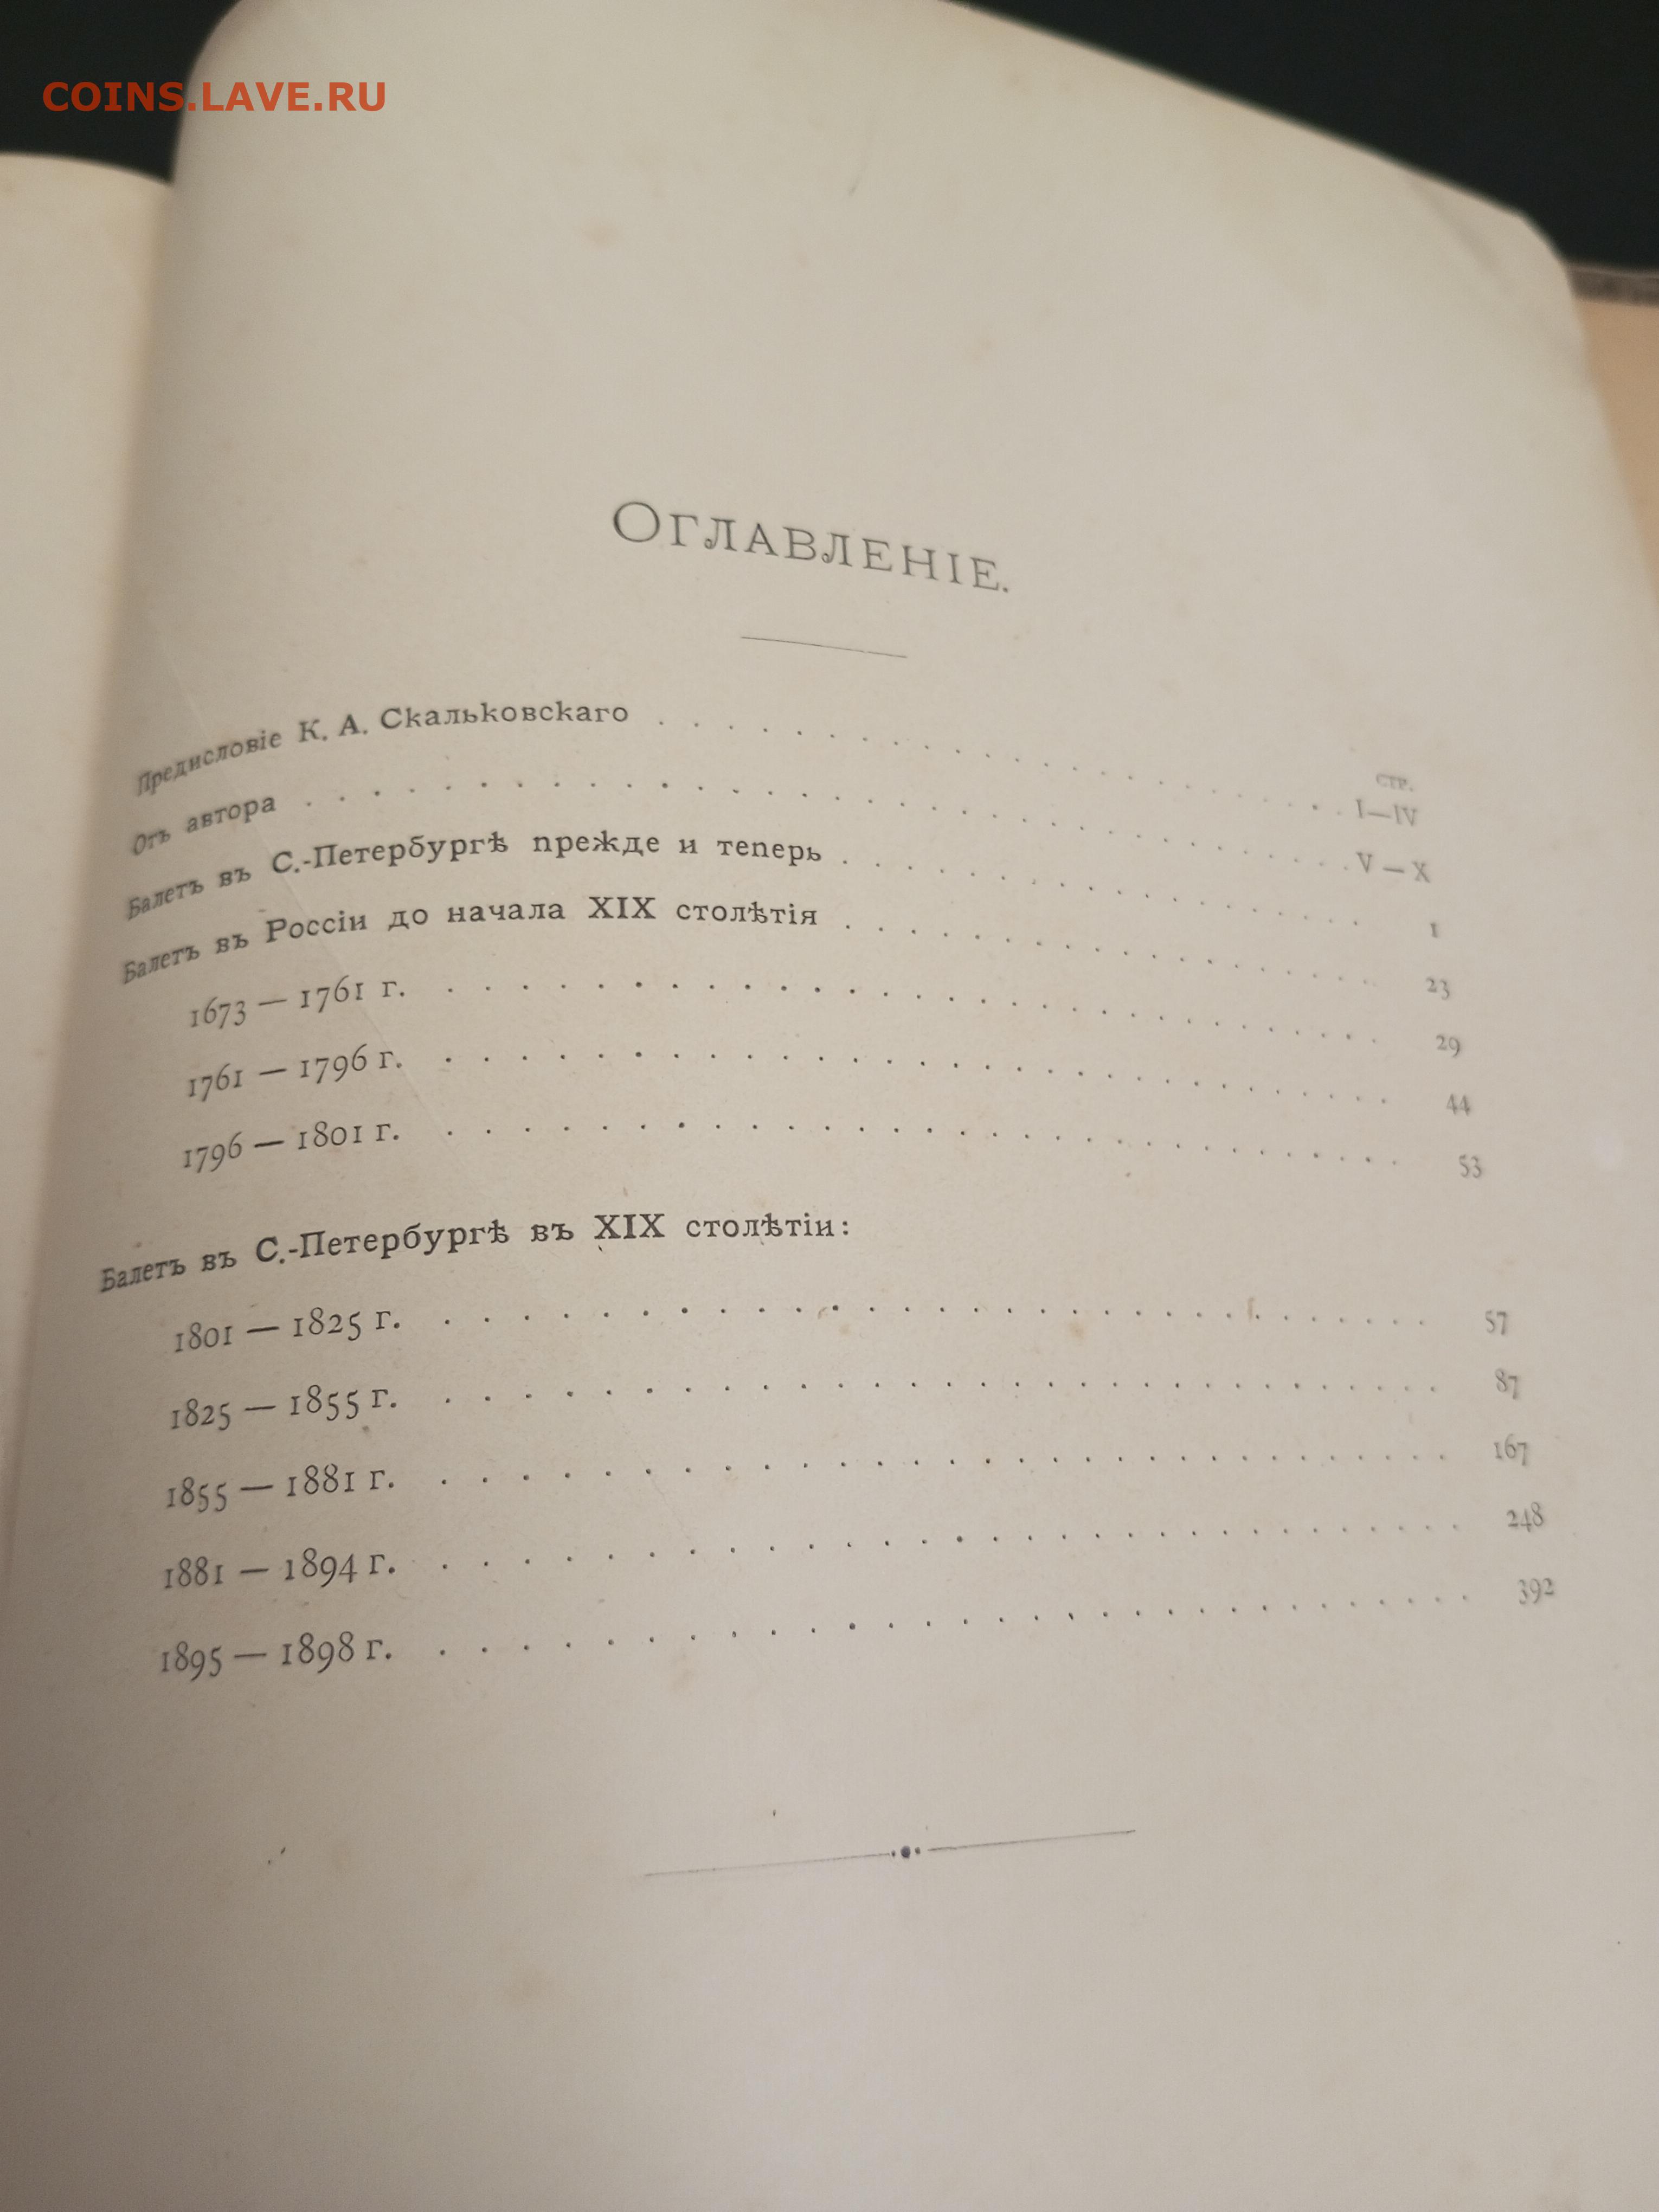 COINS.LAVE.RU
ОГЛАВЛЕНІЕ.
СТР.
Предисловіе К. А. Скальковскаго . . . . . . . . . . . . . . . . . . . . I—IV
Отъ автора . . . . . . . . . . . . . . . . . . . . . . . . . . . . V—X
Балетъ въ С.-Петербургѣ прежде и теперь . . . . . . . . . . . . . . . . 1
Балетъ въ Россіи до начала XIX столѣтія . . . . . . . . . . . . . . . . 23
1673 — 1761 г. . . . . . . . . . . . . . . . . . . . . . . . . . . 29
1761 — 1796 г. . . . . . . . . . . . . . . . . . . . . . . . . . . 44
1796 — 1801 г. . . . . . . . . . . . . . . . . . . . . . . . . . . 53
Балетъ въ С.-Петербургѣ въ XIX столѣтіи:
1801 — 1825 г. . . . . . . . . . . . . . . . . . . . . . . . . . . 57
1825 — 1855 г. . . . . . . . . . . . . . . . . . . . . . . . . . . 87
1855 — 1881 г. . . . . . . . . . . . . . . . . . . . . . . . . . . 167
1881 — 1894 г. . . . . . . . . . . . . . . . . . . . . . . . . . . 248
1895 — 1898 г. . . . . . . . . . . . . . . . . . . . . . . . . . . 392